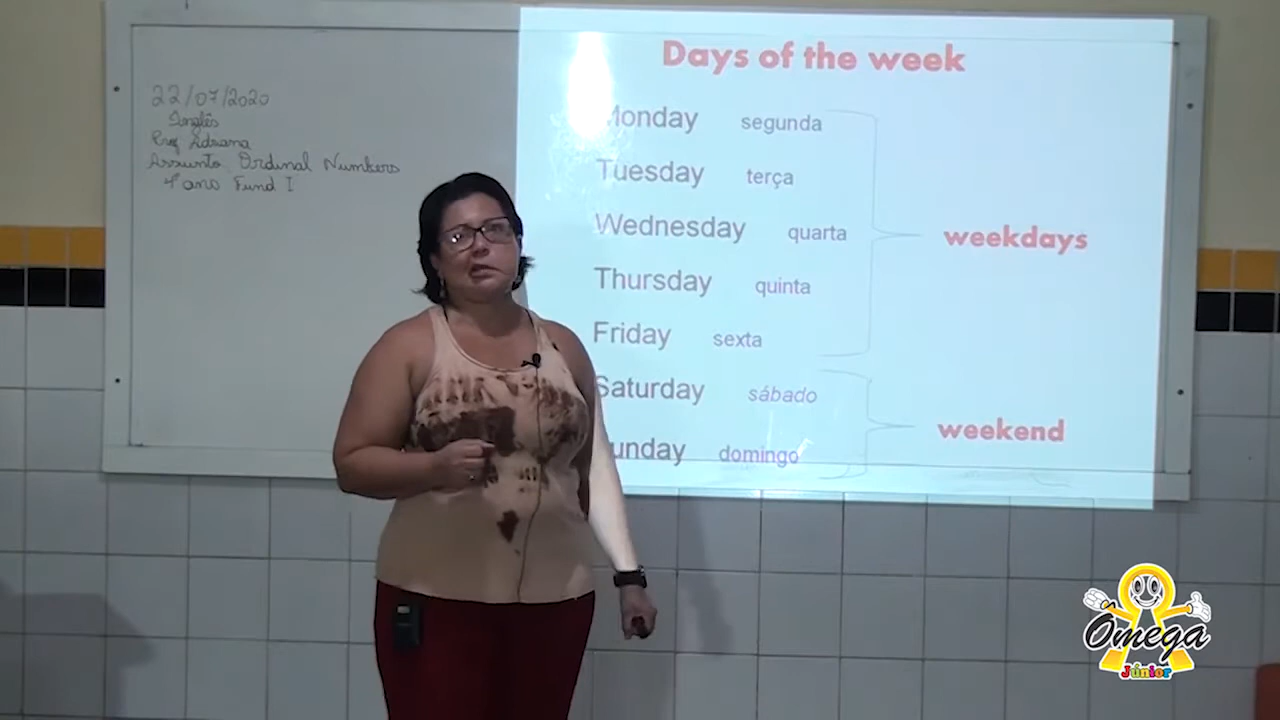 22/07/2020
Inglês
Prof Adriana
Assunto Ordinal Numbers
4º ano Fund I
Days of the week
Monday segunda
Tuesday terça
Wednesday quarta
Thursday quinta
Friday sexta
weekdays
Saturday sábado
Sunday domingo
weekend
Ômega
Júnior